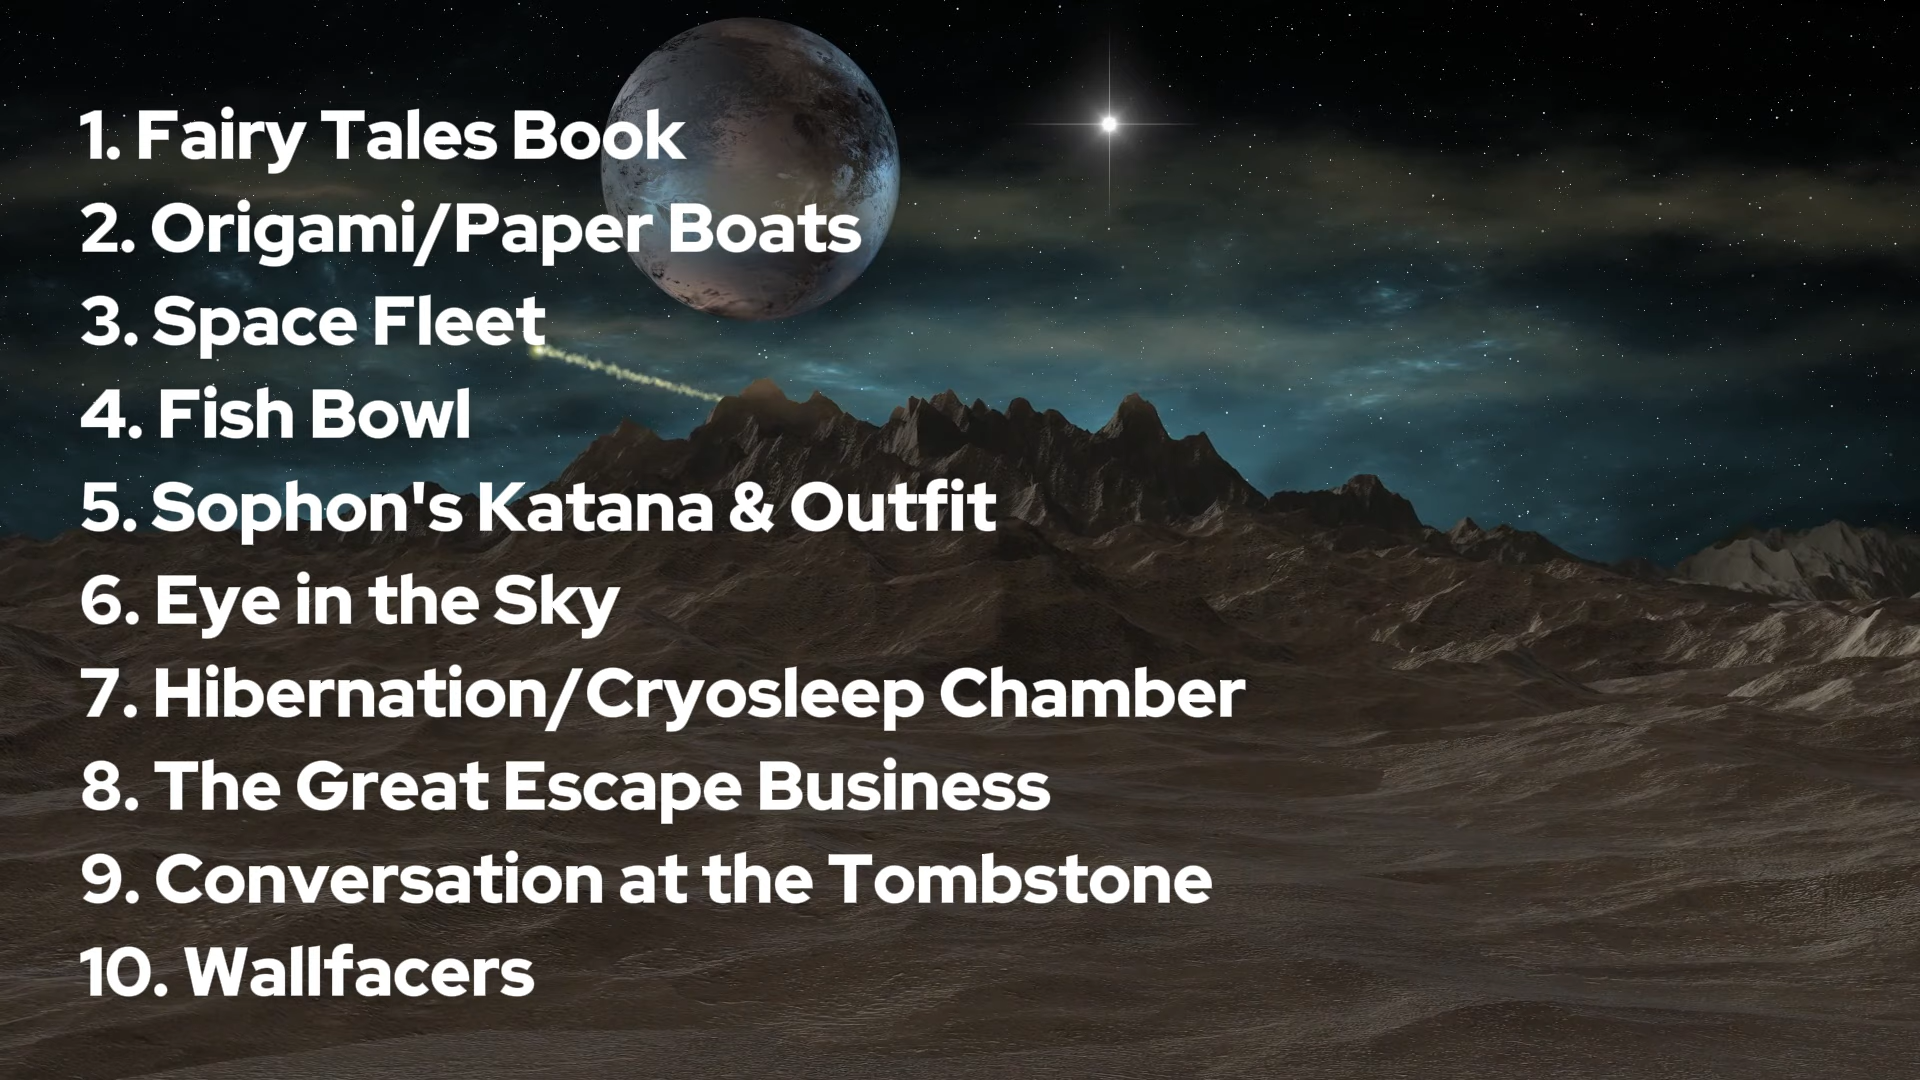 1. Fairy Tales Book
2. Origami/Paper Boats
3. Space Fleet
4. Fish Bowl
5. Sophon's Katana & Outfit
6. Eye in the Sky
7. Hibernation/Cryosleep Chamber
8. The Great Escape Business
9. Conversation at the Tombstone
10. Wallfacers